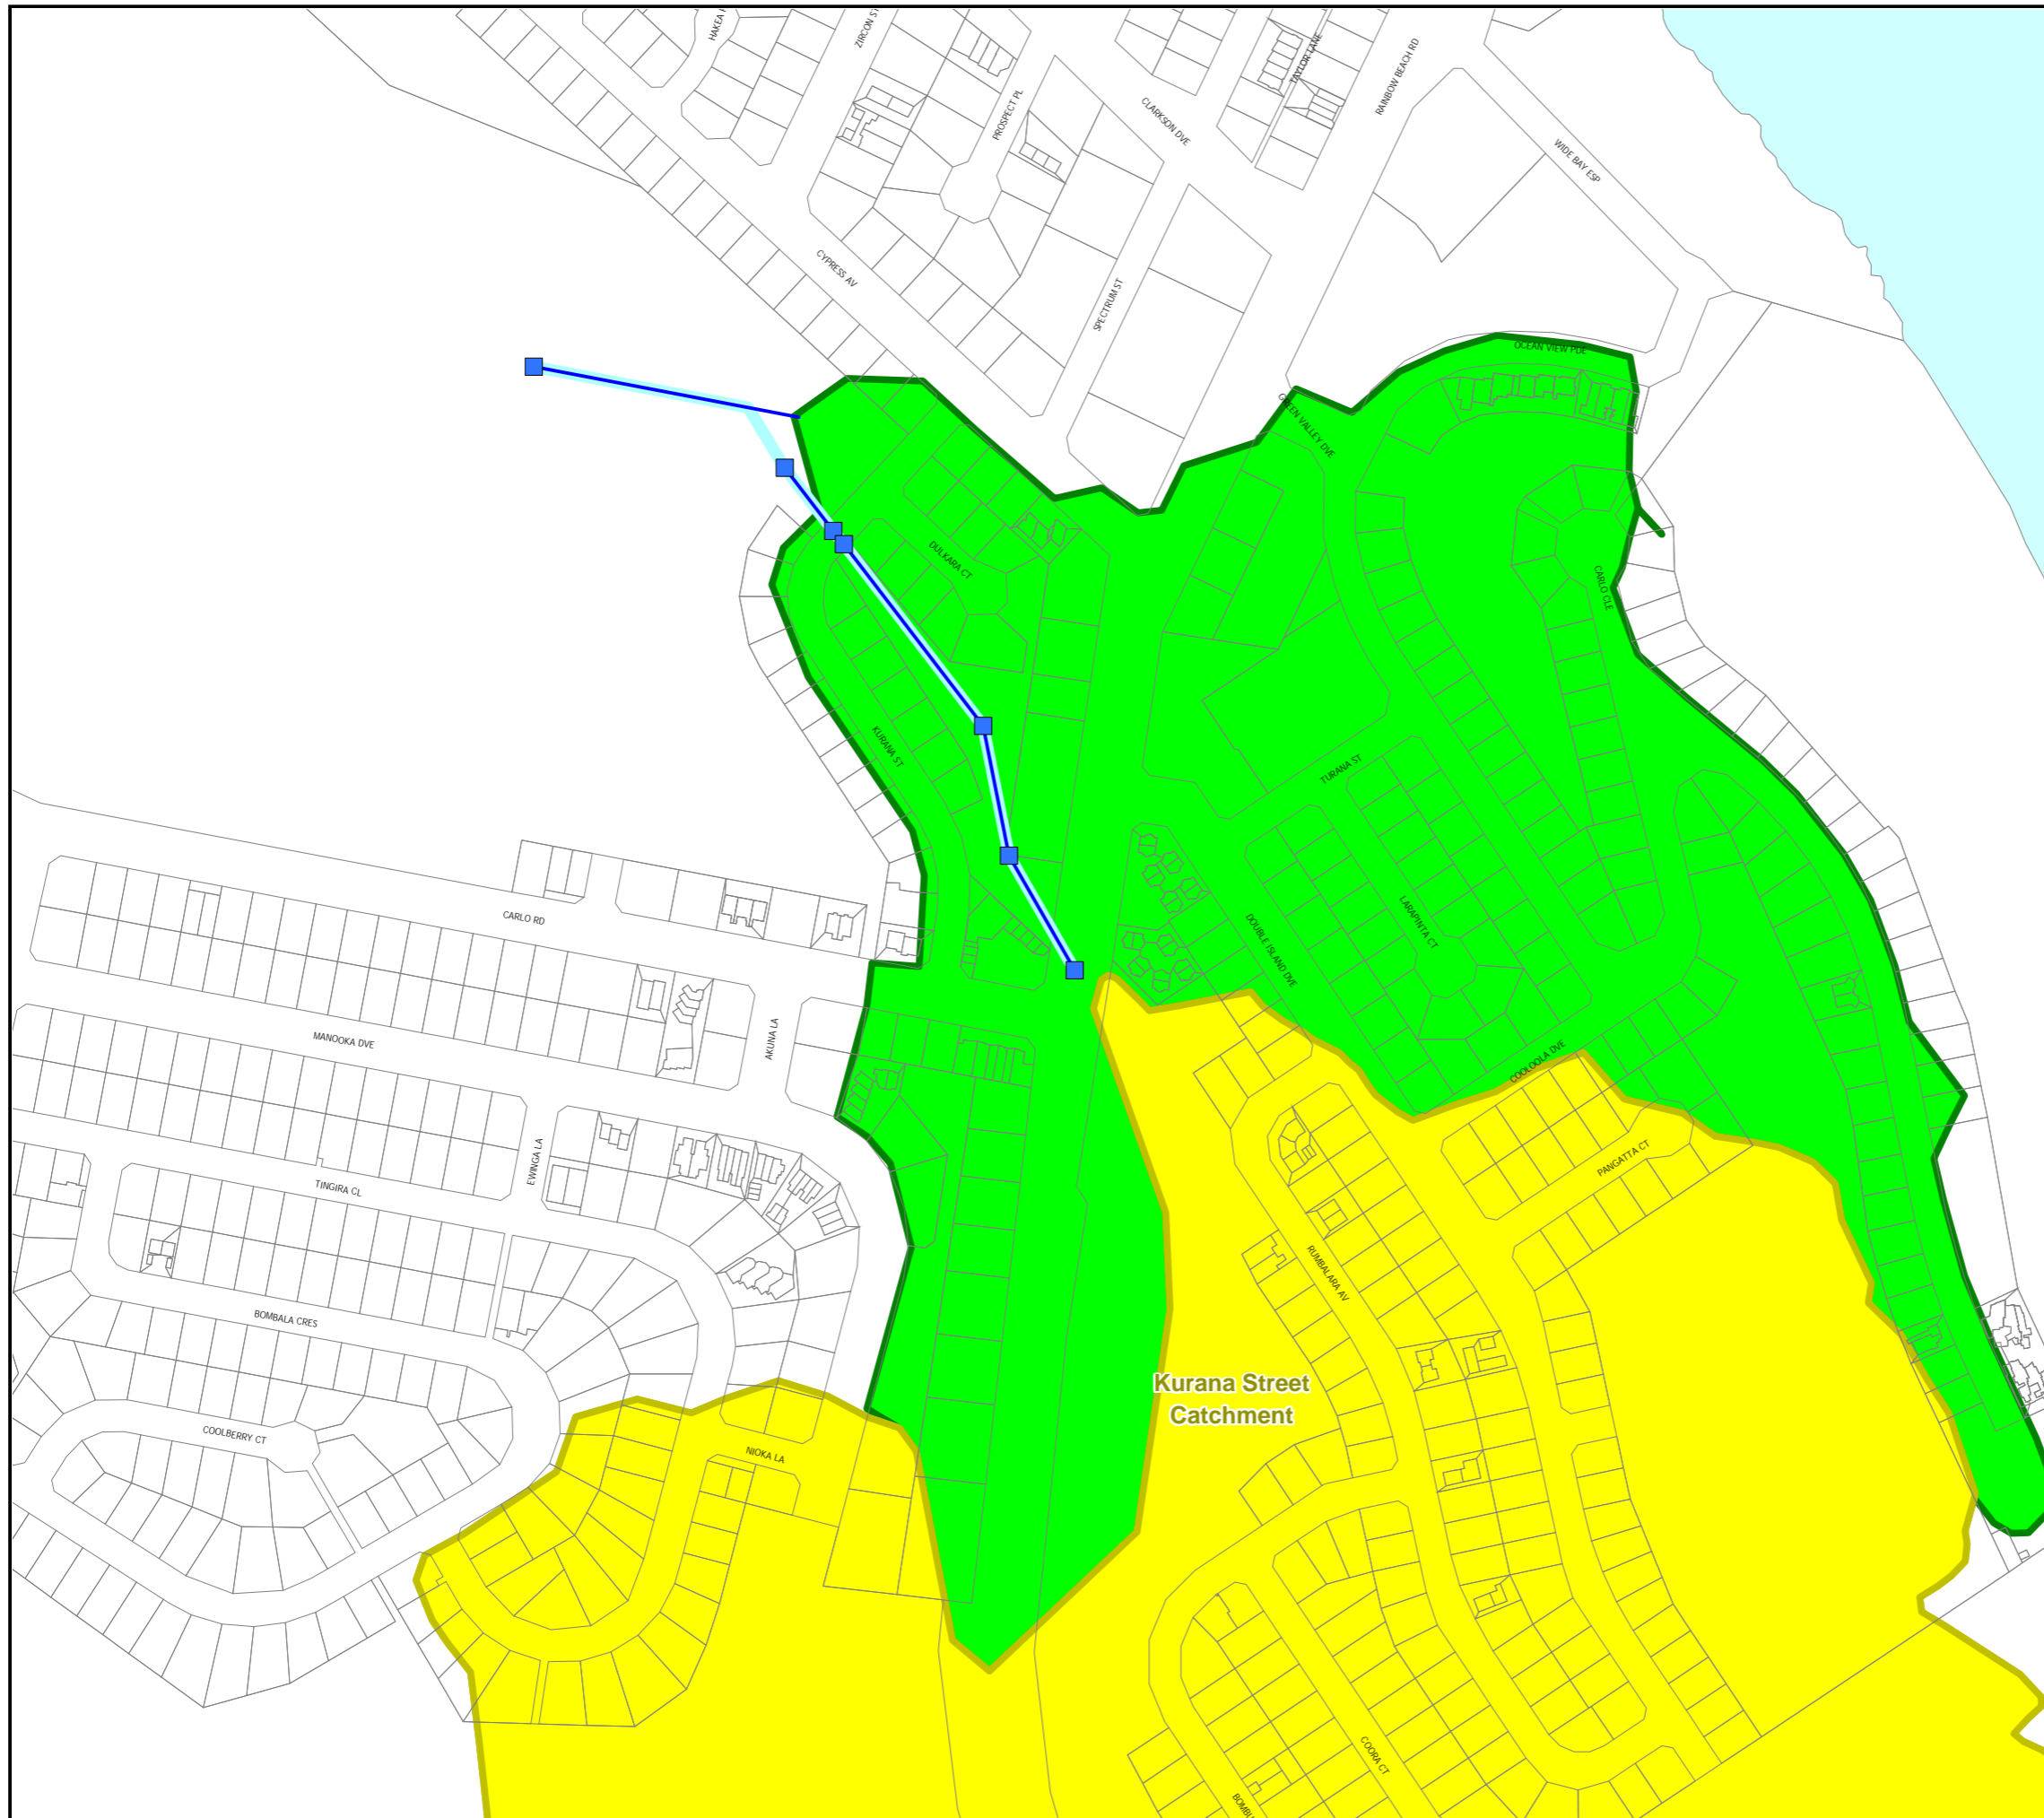 ZIRCON ST
TAYLOR LANE
RAINBOW BEACH RD
PROSPECT PL
CLARKSON DVE
WIDE BAY ESP
CYPRESS AV
SPECTRUM ST
OCEAN VIEW PDE
GREEN VALLEY DVE
DULKARA CT
CARLO CLE
KURANA ST
TURANA ST
CARLO RD
LARAPINTA CT
DOUBLE ISLAND DVE
MANOOKA DVE
AKUNA LA
COOLOOLA DVE
EWINGA LA
PANGATTA CT
TINGIRA CL
RUMBALARA AV
BOMBALA CRES
Kurana Street
Catchment
COOLBERRY CT
NIOKA LA
COORA CT